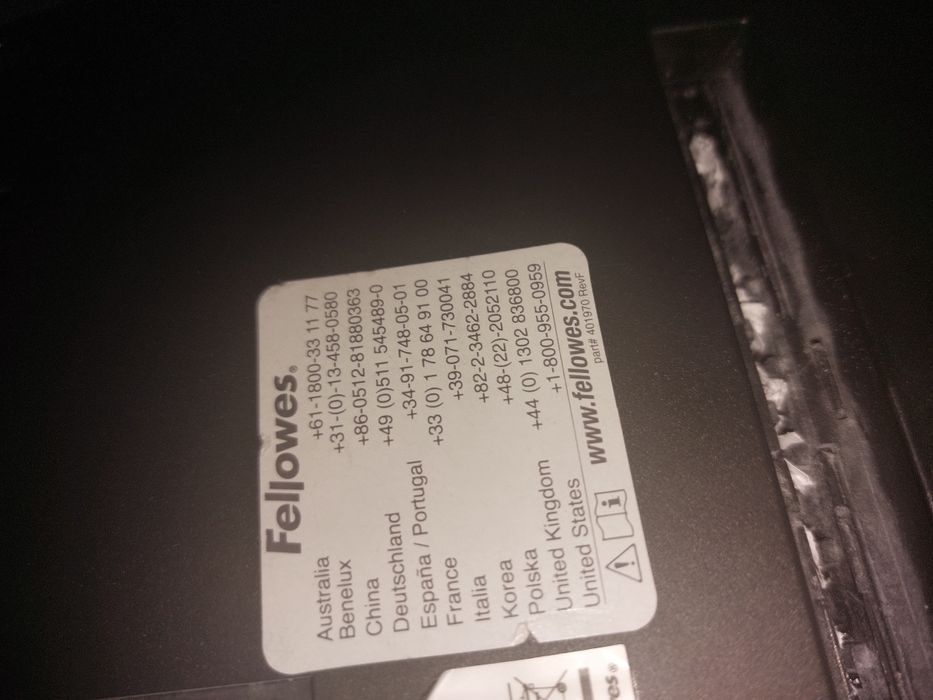 Fellowes®
Australia +61-1800-33 11 77
Benelux +31-(0)-13-458-0580
China +86-0512-81880363
Deutschland +49 (0)511 545489-0
España / Portugal +34-91-748-05-01
France +33 (0) 1 78 64 91 00
Italia +39-071-730041
Korea +82-2-3462-2884
Polska +48-(22)-2052110
United Kingdom +44 (0) 1302 836800
United States +1-800-955-0959
www.fellowes.com
part# 401970 RevF
es®